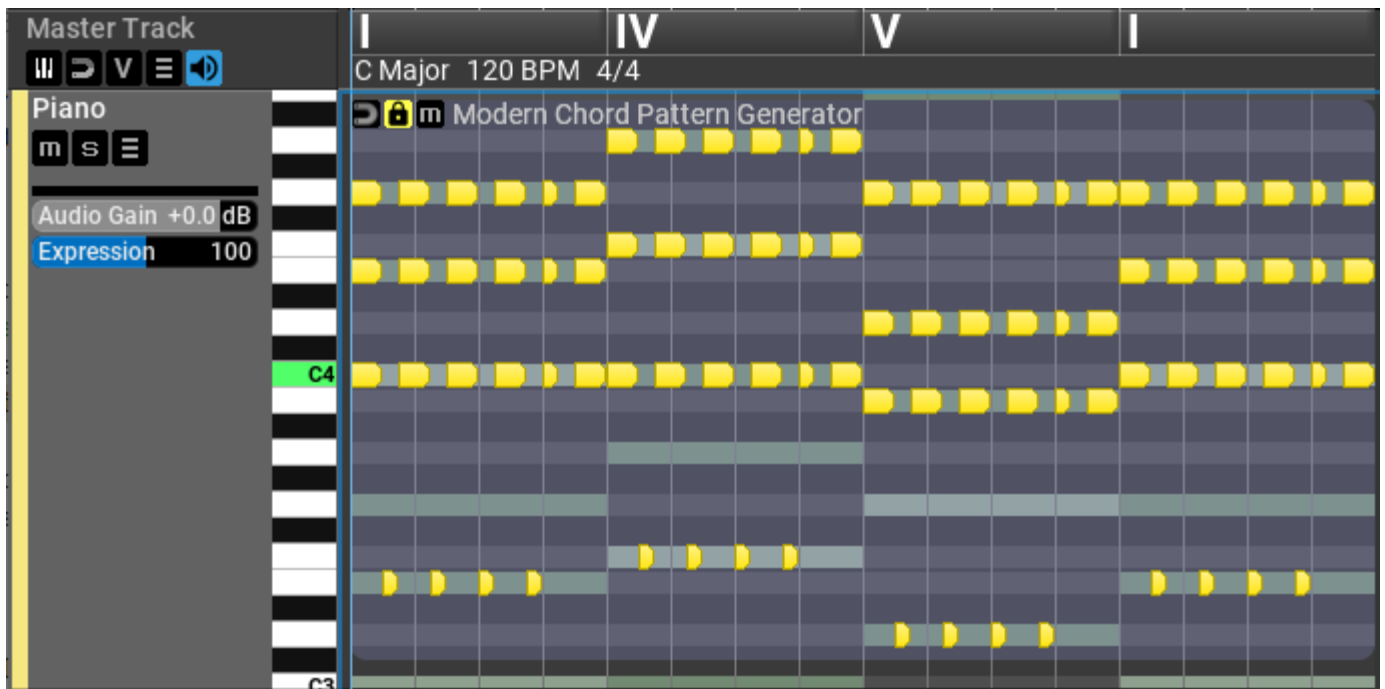 Master Track
I IV V I
V
C Major 120 BPM 4/4
Piano
m Modern Chord Pattern Generator
m s
Audio Gain +0.0 dB
Expression 100
C4
C3